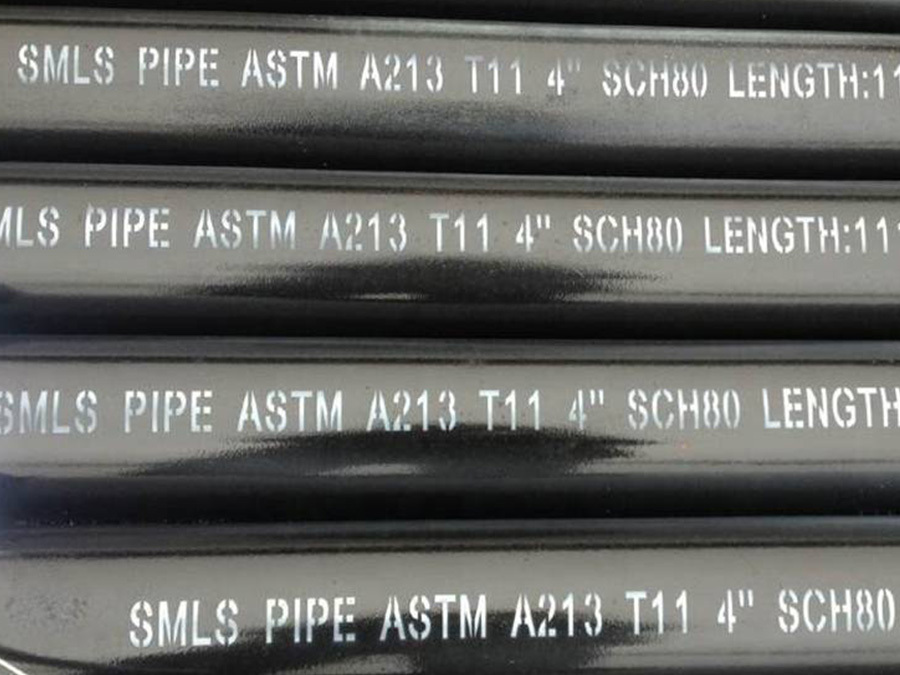 SMLS PIPE ASTM A213 T11 4" SCH80 LENGTH:11
MLS PIPE ASTM A213 T11 4" SCH80 LENGTH:111
SMLS PIPE ASTM A213 T11 4" SCH80 LENGTH
SMLS PIPE ASTM A213 T11 4" SCH80